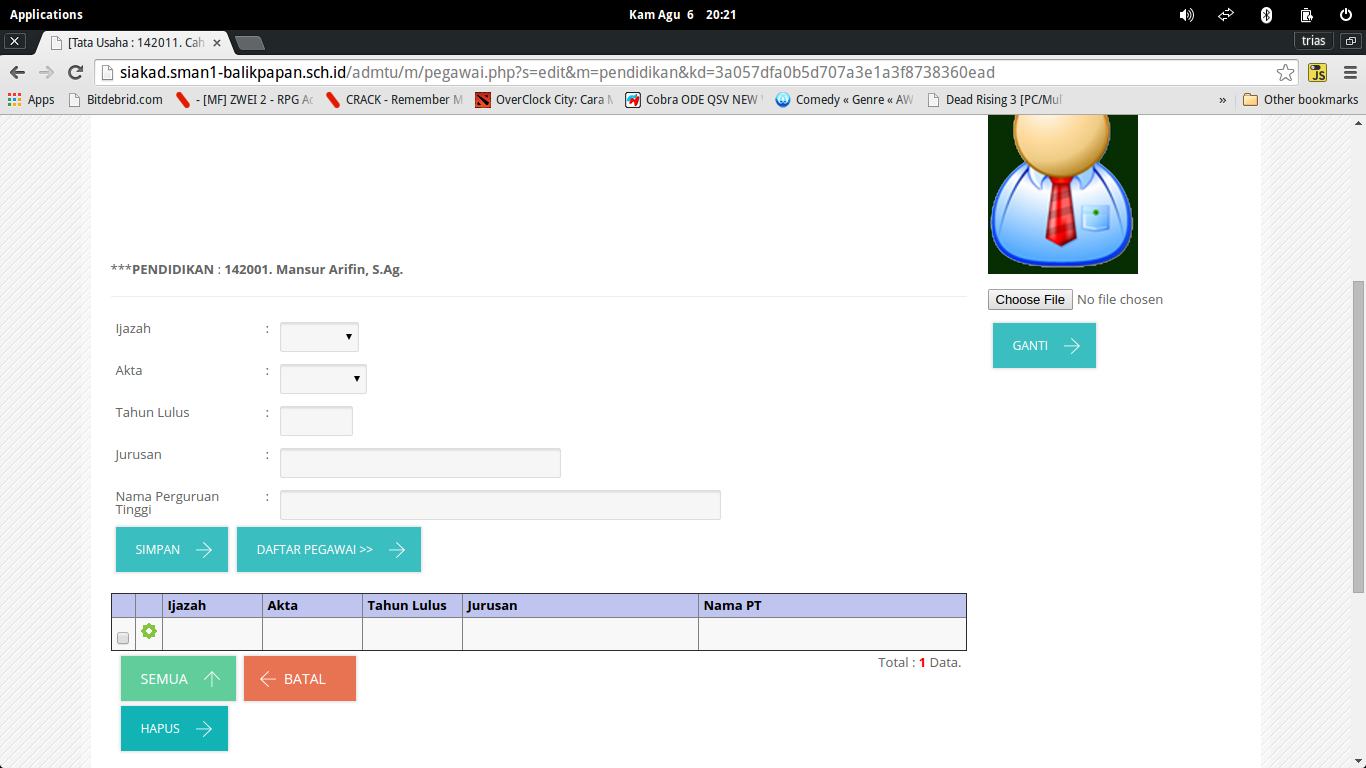 Applications
Kam Agu 6 20:21
[Tata Usaha : 142011. Cah
trias
siakad.sman1-balikpapan.sch.id/admtu/m/pegawai.php?s=edit&m=pendidikan&kd=3a057dfa0b5d707a3e1a3f8738360ead
JS
Apps
Bitdebrid.com
- [MF] ZWEI 2 - RPG Ac
CRACK - Remember M
OverClock City: Cara M
Cobra ODE QSV NEW
Comedy « Genre « AW
Dead Rising 3 [PC/Mul
»
Other bookmarks
***PENDIDIKAN : 142001. Mansur Arifin, S.Ag.
Choose File No file chosen
GANTI
Ijazah :
Akta :
Tahun Lulus :
Jurusan :
Nama Perguruan :
Tinggi
SIMPAN
DAFTAR PEGAWAI >>
Ijazah Akta Tahun Lulus Jurusan Nama PT
Total : 1 Data.
SEMUA
BATAL
HAPUS